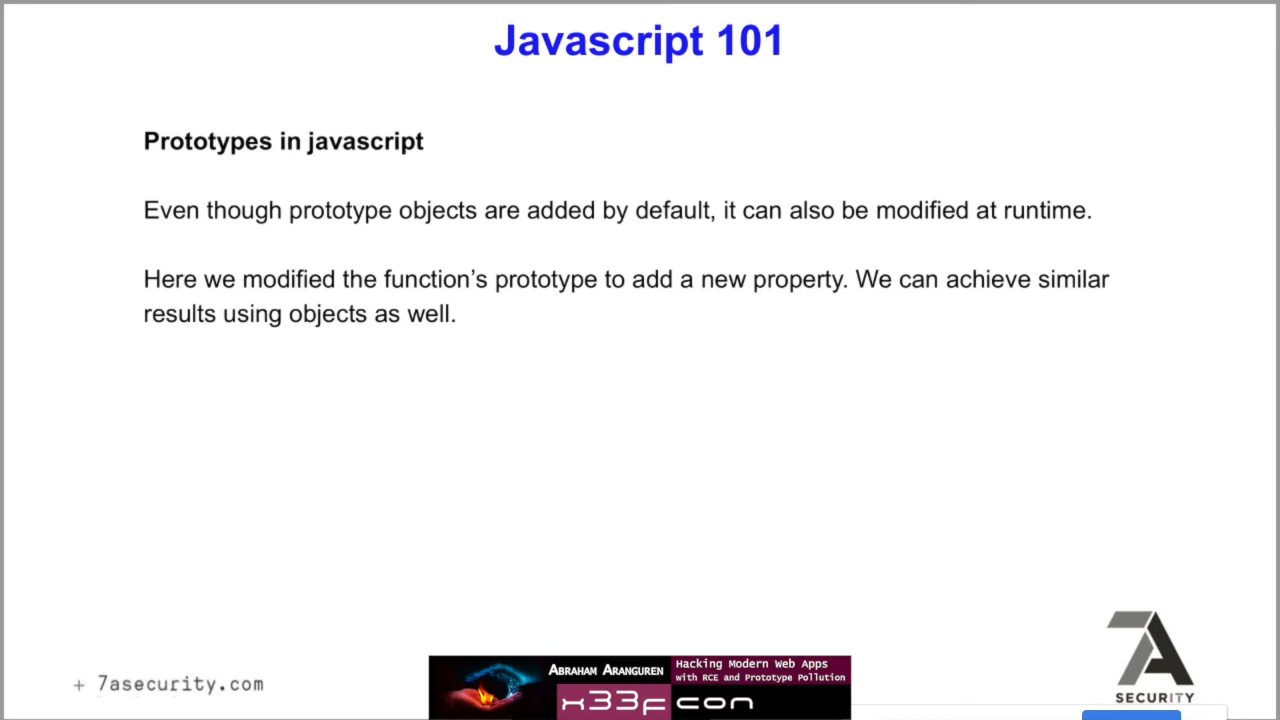 Javascript 101
Prototypes in javascript
Even though prototype objects are added by default, it can also be modified at runtime.
Here we modified the function’s prototype to add a new property. We can achieve similar
results using objects as well.
+ 7asecurity.com
ABRAHAM ARANGUREN
Hacking Modern Web Apps
with RCE and Prototype Pollution
x33fcon
7A
SECURITY